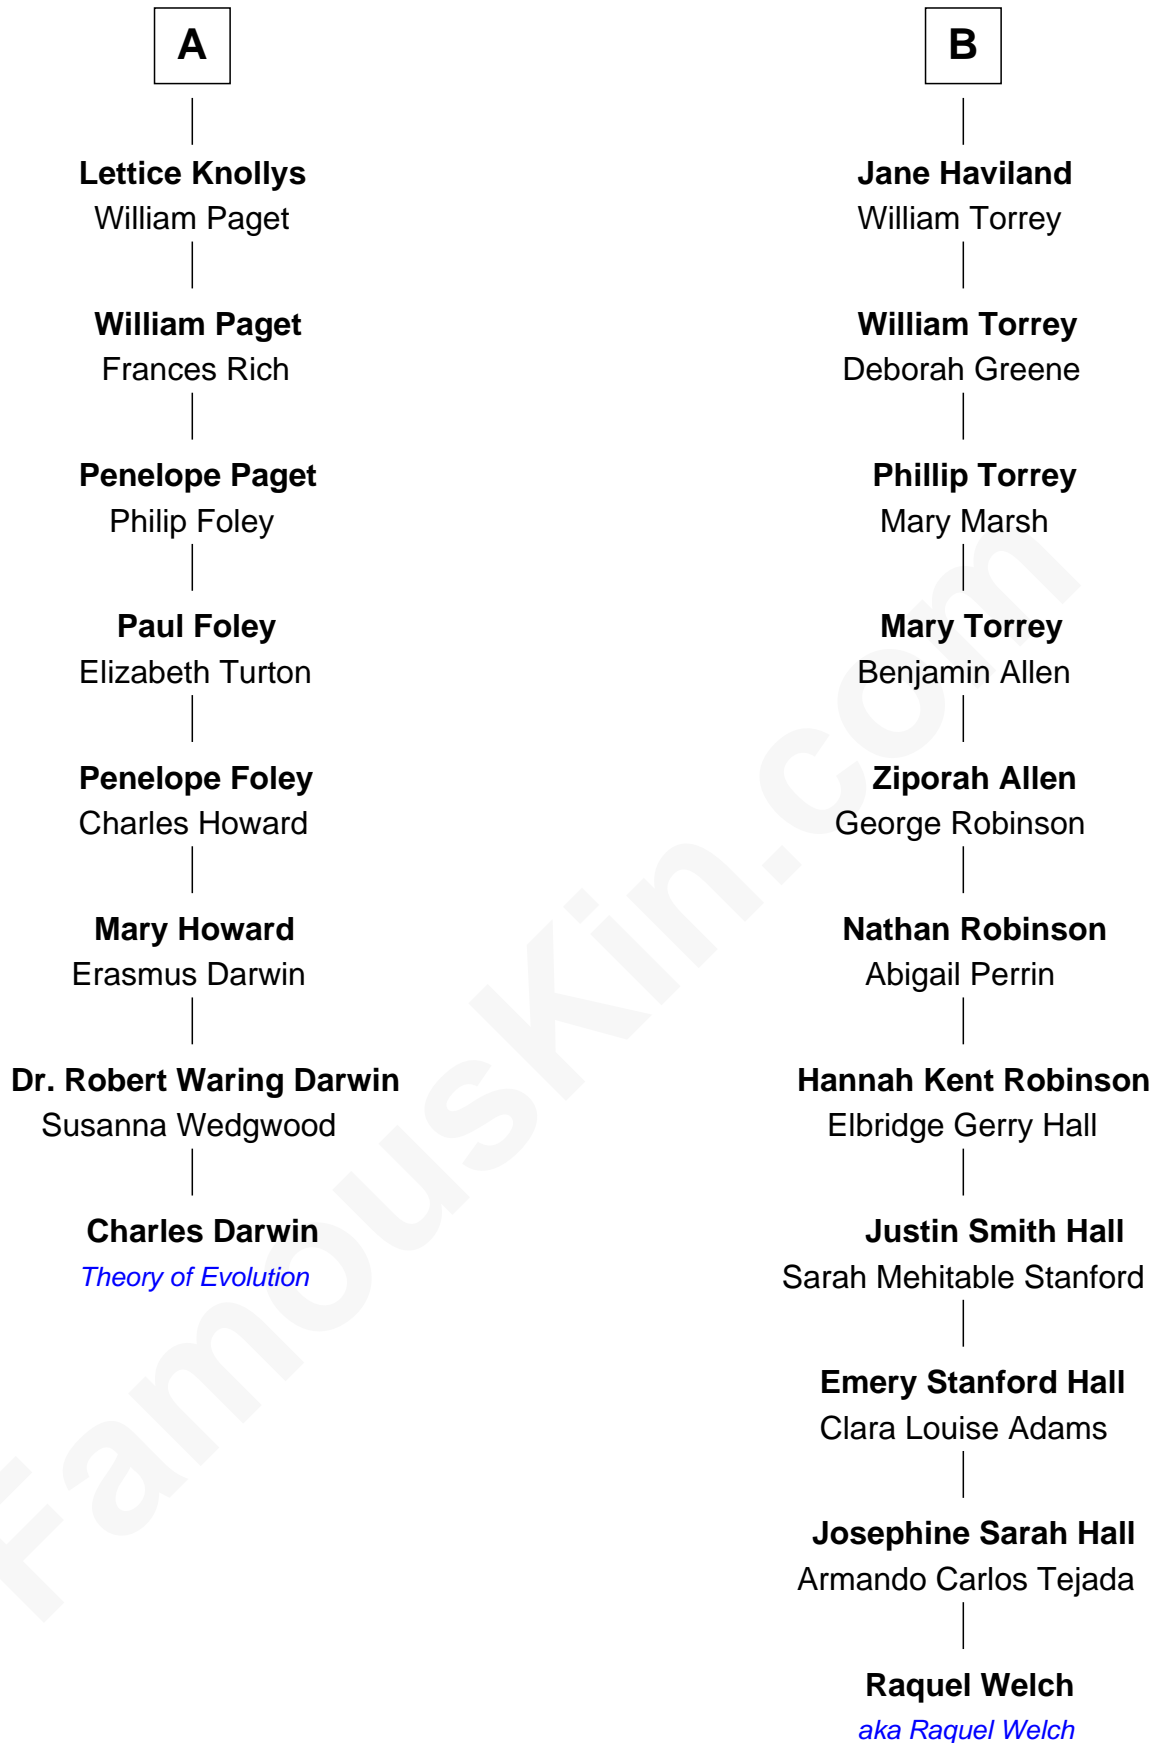 A
Lettice Knollys
William Paget
William Paget
Frances Rich
Penelope Paget
Philip Foley
Paul Foley
Elizabeth Turton
Penelope Foley
Charles Howard
Mary Howard
Erasmus Darwin
Dr. Robert Waring Darwin
Susanna Wedgwood
Charles Darwin
Theory of Evolution
B
Jane Haviland
William Torrey
William Torrey
Deborah Greene
Phillip Torrey
Mary Marsh
Mary Torrey
Benjamin Allen
Ziporah Allen
George Robinson
Nathan Robinson
Abigail Perrin
Hannah Kent Robinson
Elbridge Gerry Hall
Justin Smith Hall
Sarah Mehitable Stanford
Emery Stanford Hall
Clara Louise Adams
Josephine Sarah Hall
Armando Carlos Tejada
Raquel Welch
aka Raquel Welch
FamousKin.com